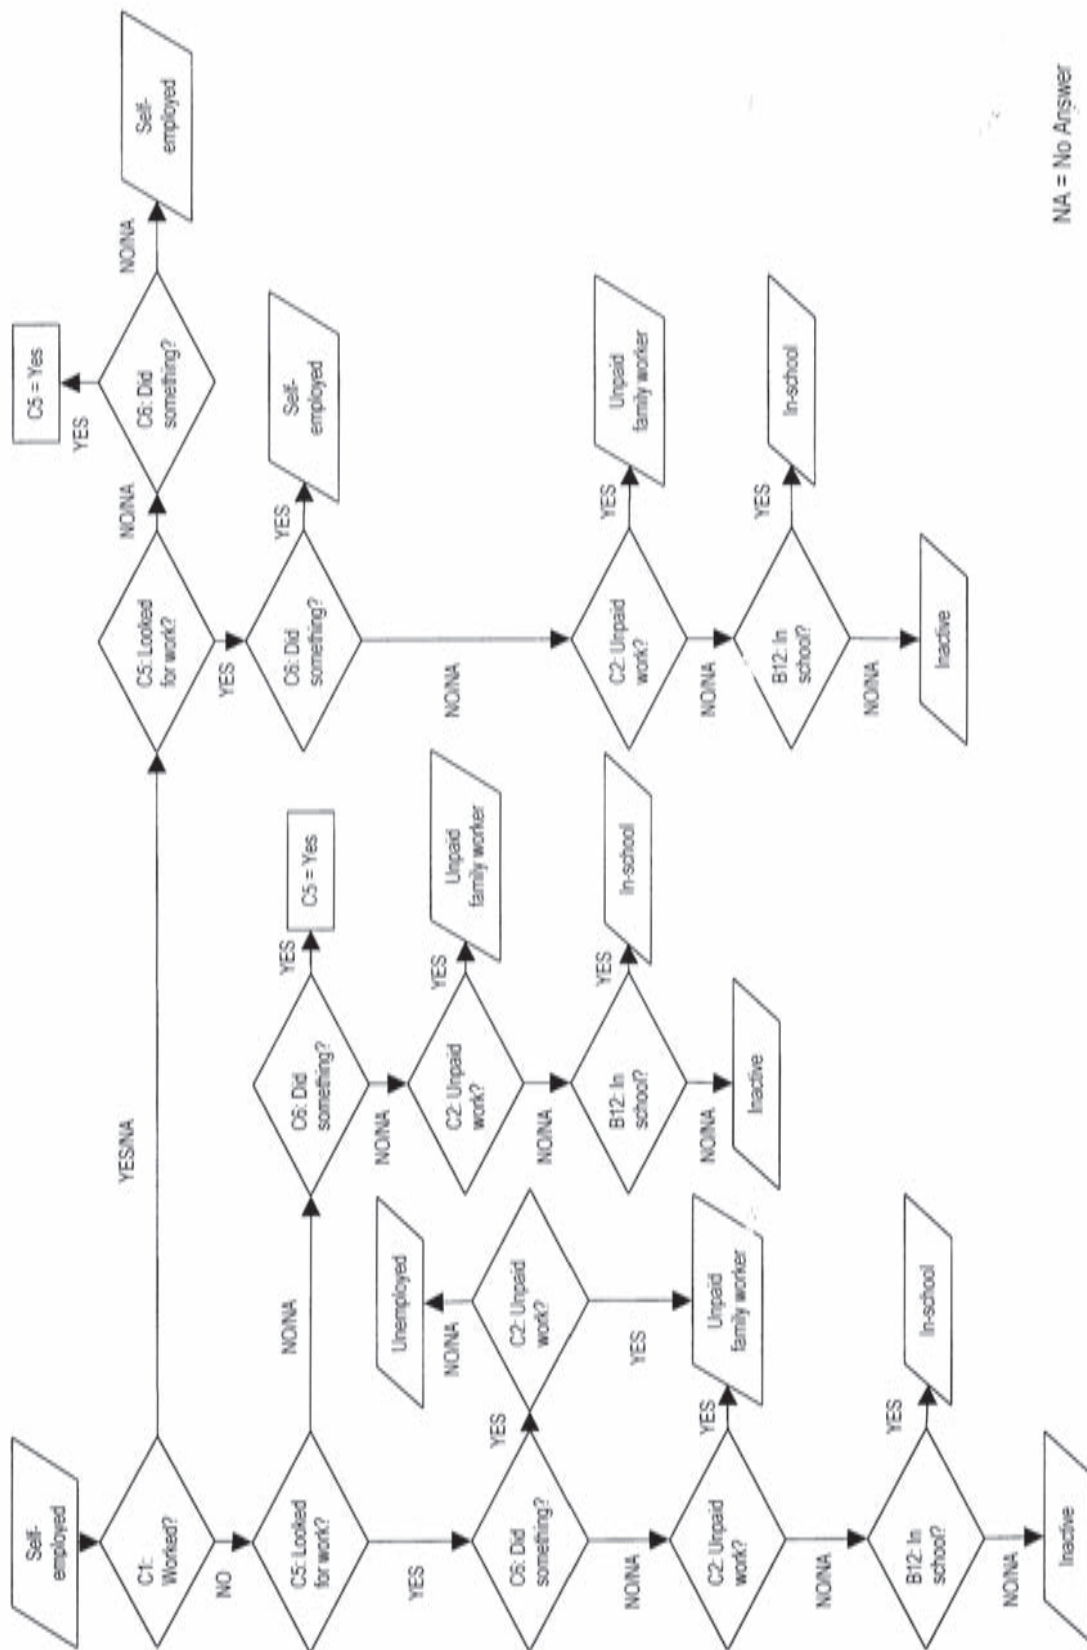 Self-
employed
C1:
Worked?
YES/NA
NO
C5: Looked
for work?
NO/NA
YES
C6: Did
something?
YES
C5 = Yes
NO/NA
Self-
employed
C6: Did
something?
YES
Self-
employed
NO/NA
C2: Unpaid
work?
YES
Unpaid
family worker
NO/NA
B12: In
school?
YES
In-school
NO/NA
Inactive
C5: Looked
for work?
NO/NA
YES
C6: Did
something?
YES
C5 = Yes
NO/NA
C2: Unpaid
work?
YES
Unpaid
family worker
NO/NA
B12: In
school?
YES
In-school
NO/NA
Inactive
C6: Did
something?
YES
C2: Unpaid
work?
NO/NA
Unemployed
YES
Unpaid
family worker
NO/NA
C2: Unpaid
work?
YES
NO/NA
B12: In
school?
YES
In-school
NO/NA
Inactive
NA = No Answer